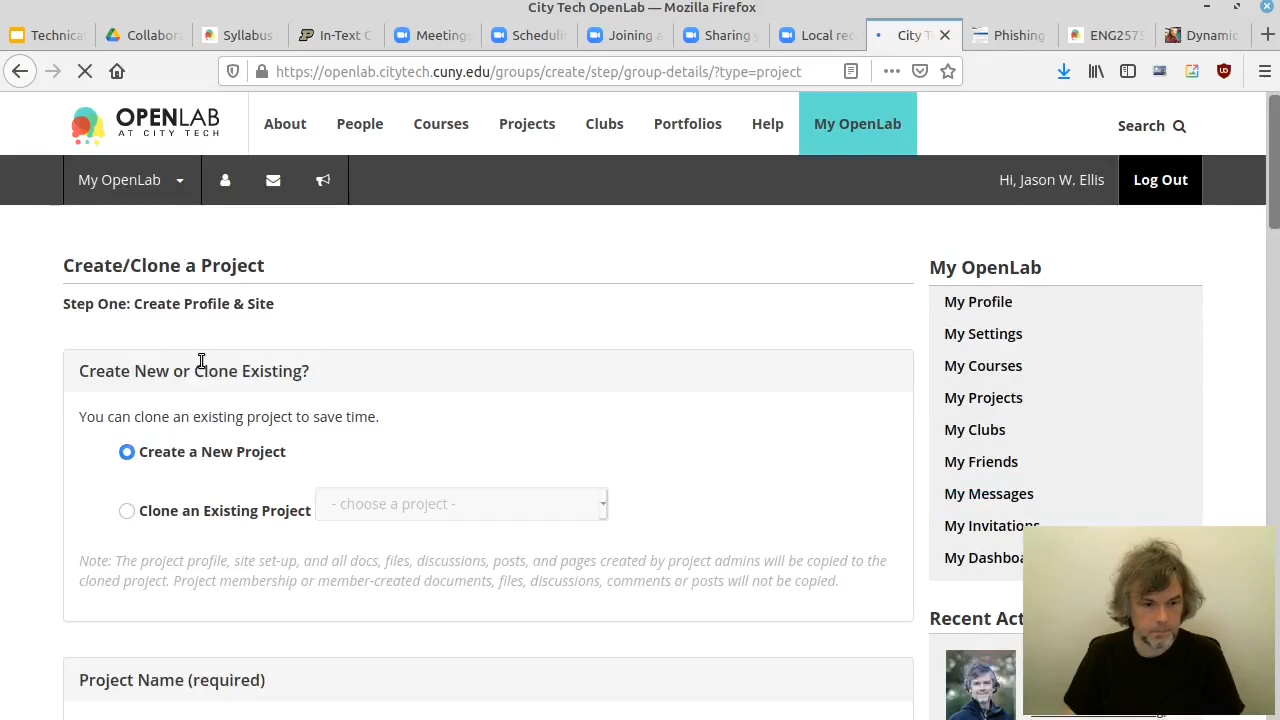 City Tech OpenLab — Mozilla Firefox
Technical Collabora Syllabus In-Text C Meetings Scheduli Joining a Sharing y Local rec City T Phishing ENG2575 Dynamic
https://openlab.citytech.cuny.edu/groups/create/step/group-details/?type=project
OPENLAB
AT CITY TECH
About People Courses Projects Clubs Portfolios Help My OpenLab Search
My OpenLab Hi, Jason W. Ellis Log Out
Create/Clone a Project
Step One: Create Profile & Site
Create New or Clone Existing?
You can clone an existing project to save time.
Create a New Project
Clone an Existing Project - choose a project -
Note: The project profile, site set-up, and all docs, files, discussions, posts, and pages created by project admins will be copied to the
cloned project. Project membership or member-created documents, files, discussions, comments or posts will not be copied.
Project Name (required)
My OpenLab
My Profile
My Settings
My Courses
My Projects
My Clubs
My Friends
My Messages
My Invitations
My Dashboa
Recent Act